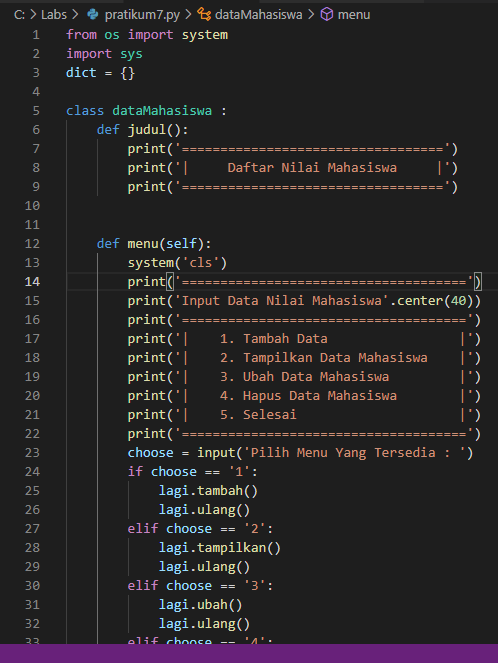 C: > Labs > pratikum7.py > dataMahasiswa > menu
1 from os import system
2 import sys
3 dict = {}
4
5 class dataMahasiswa :
6     def judul():
7         print('==================================')
8         print('|     Daftar Nilai Mahasiswa     |')
9         print('==================================')
10
11
12     def menu(self):
13         system('cls')
14         print('=====================================')
15         print('Input Data Nilai Mahasiswa'.center(40))
16         print('=====================================')
17         print('|    1. Tambah Data                 |')
18         print('|    2. Tampilkan Data Mahasiswa    |')
19         print('|    3. Ubah Data Mahasiswa         |')
20         print('|    4. Hapus Data Mahasiswa        |')
21         print('|    5. Selesai                     |')
22         print('=====================================')
23         choose = input('Pilih Menu Yang Tersedia : ')
24         if choose == '1':
25             lagi.tambah()
26             lagi.ulang()
27         elif choose == '2':
28             lagi.tampilkan()
29             lagi.ulang()
30         elif choose == '3':
31             lagi.ubah()
32             lagi.ulang()
33         elif choose == '4':